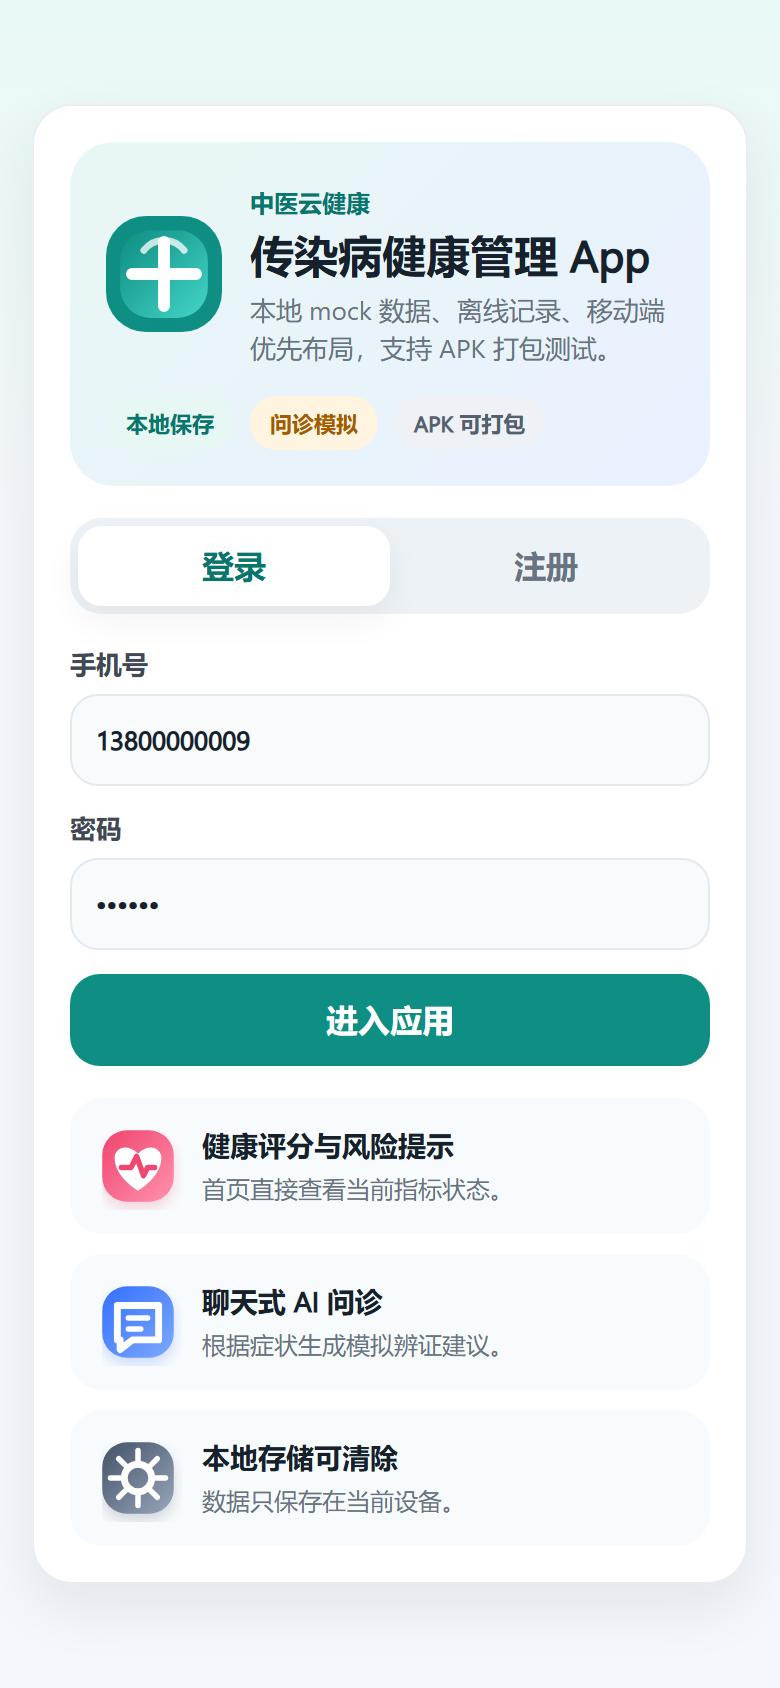 中医云健康
传染病健康管理 App
本地 mock 数据、离线记录、移动端
优先布局，支持 APK 打包测试。
本地保存
问诊模拟
APK 可打包
登录
注册
手机号
13800000009
密码
••••••
进入应用
健康评分与风险提示
首页直接查看当前指标状态。
聊天式 AI 问诊
根据症状生成模拟辨证建议。
本地存储可清除
数据只保存在当前设备。